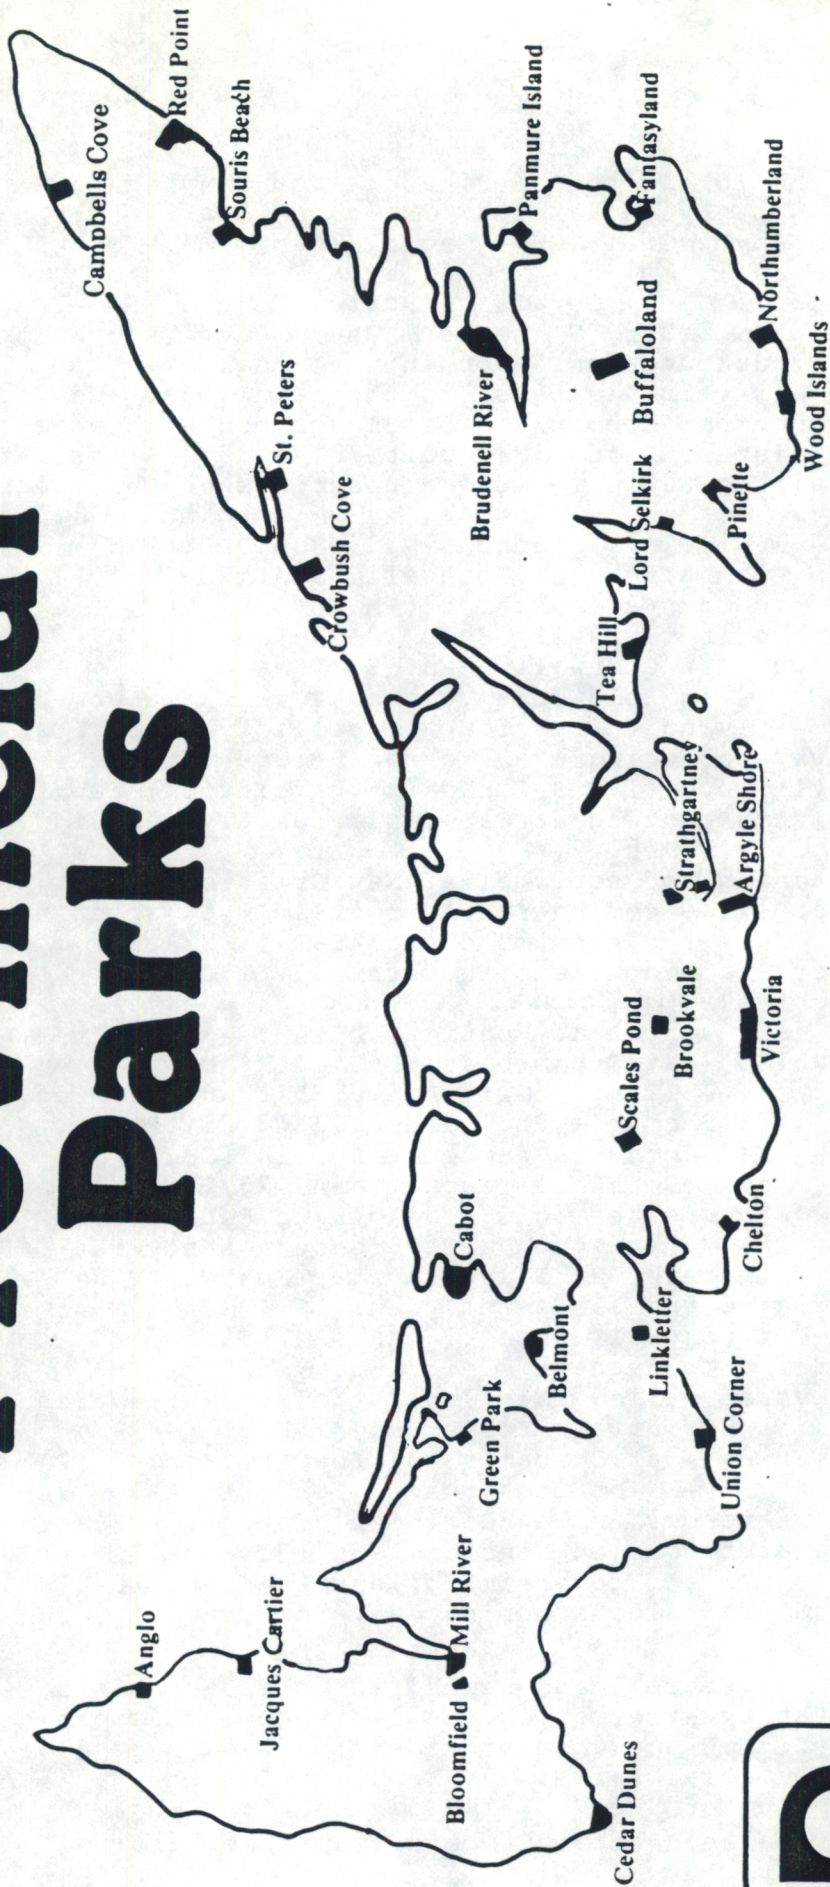 Provincial
Parks
Campbells Cove
Red Point
Anglo
Souris Beach
Jacques Cartier
St. Peters
Crowbush Cove
Bloomfield
Mill River
Green Park
Cabot
Brudenell River
Panmure Island
Belmont
Cedar Dunes
Scales Pond
Tea Hill
Lord Selkirk
Buffaloland
Fantasyland
Linkletter
Brookvale
Strathgartney
Union Corner
Chelton
Victoria
Argyle Shore
Pinette
Northumberland
Wood Islands